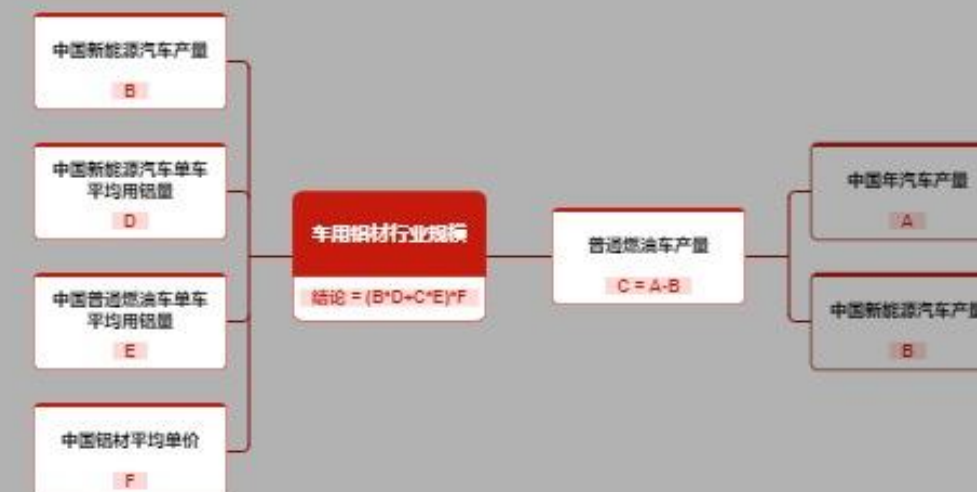 中国新能源汽车产量
B
中国新能源汽车单车
平均用铝量
D
中国普通燃油车单车
平均用铝量
E
中国铝材平均单价
F
车用铝材行业规模
结论 = (B*D+C*E)*F
普通燃油车产量
C = A-B
中国年汽车产量
A
中国新能源汽车产量
B